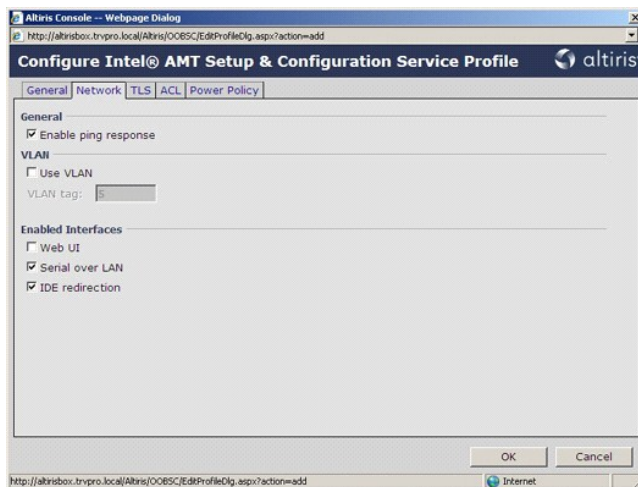 Altiris Console -- Webpage Dialog
http://altirisbox.trvpro.local/Altiris/OOBSC/EditProfileDlg.aspx?action=add
Configure Intel® AMT Setup & Configuration Service Profile altiris
General Network TLS ACL Power Policy
General
Enable ping response
VLAN
Use VLAN
VLAN tag: 5
Enabled Interfaces
Web UI
Serial over LAN
IDE redirection
OK Cancel
http://altirisbox.trvpro.local/Altiris/OOBSC/EditProfileDlg.aspx?action=add Internet